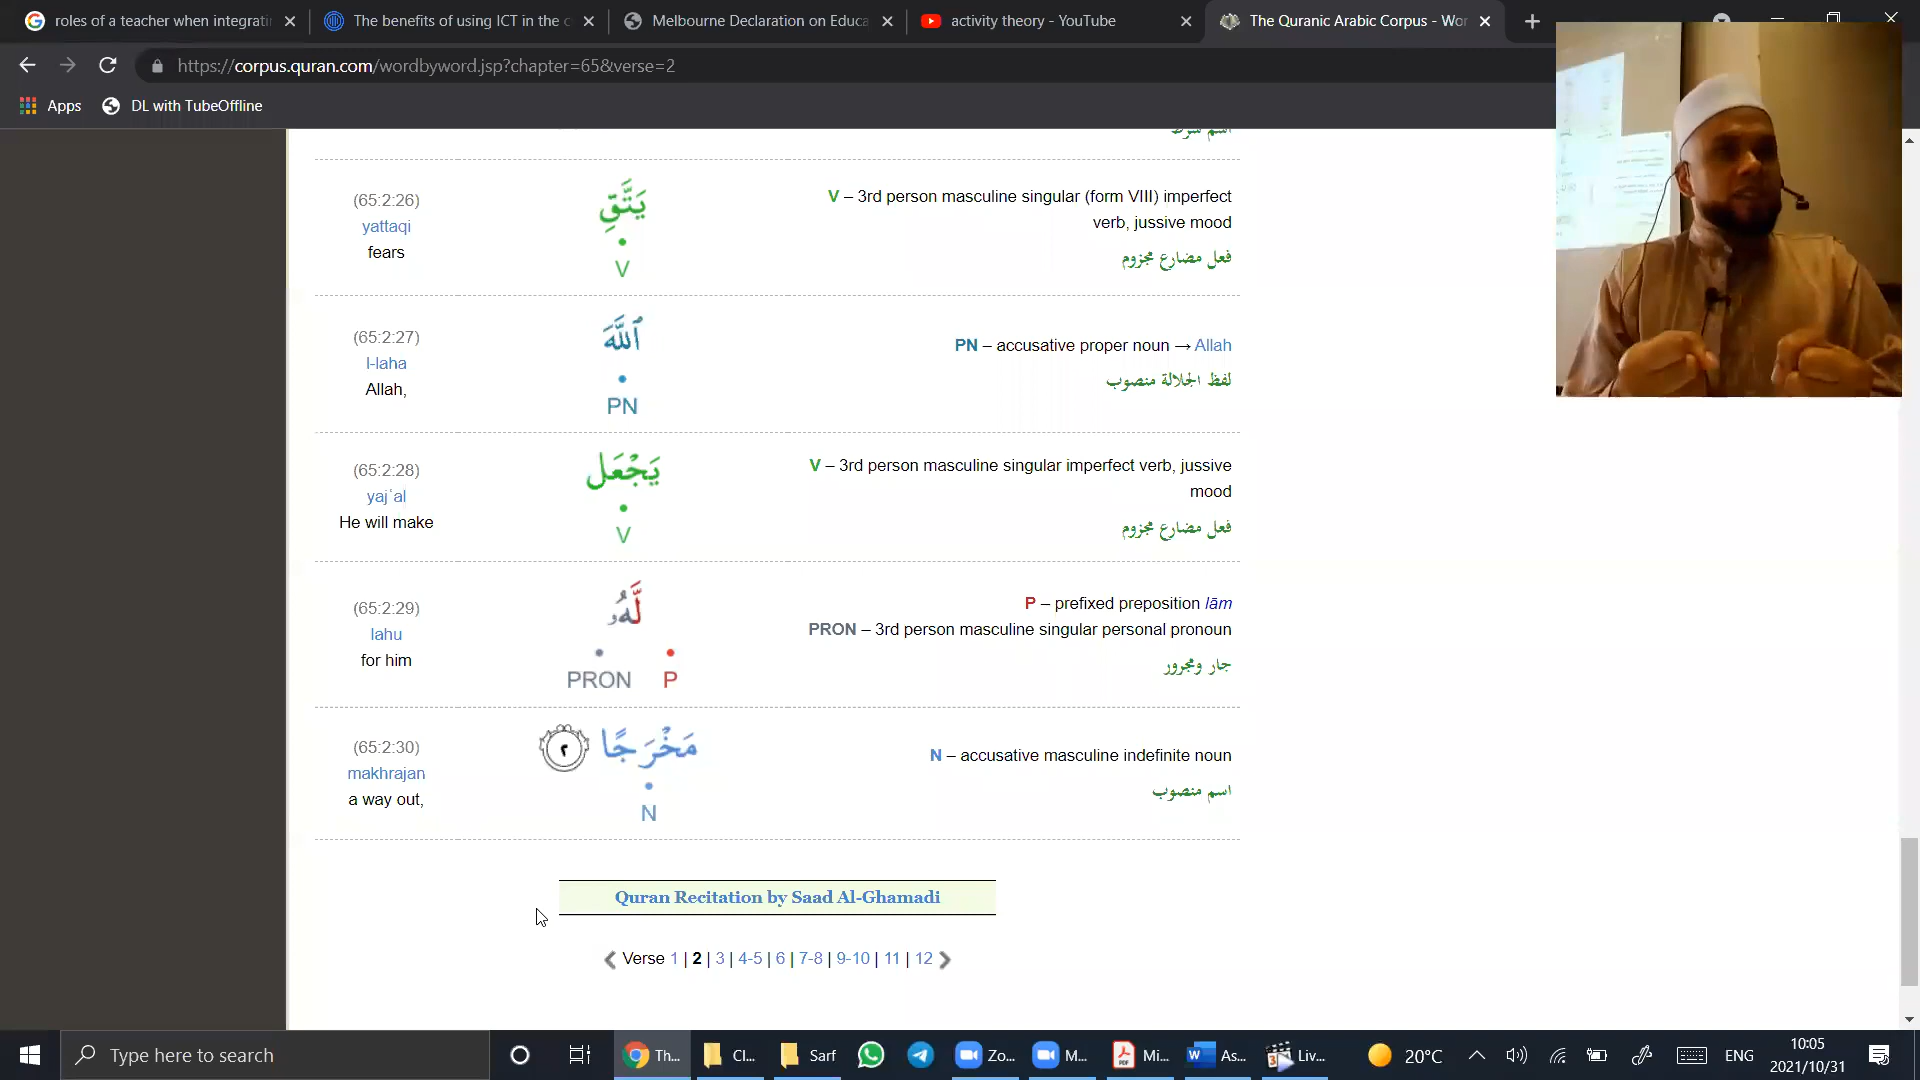 roles of a teacher when integrati
The benefits of using ICT in the c
Melbourne Declaration on Educa
activity theory - YouTube
The Quranic Arabic Corpus - Wor
https://corpus.quran.com/wordbyword.jsp?chapter=65&verse=2
Apps
DL with TubeOffline
اسم شرط
(65:2:26)
yattaqi
fears
يَتَّقِ
V
V – 3rd person masculine singular (form VIII) imperfect
verb, jussive mood
فعل مضارع مجزوم
(65:2:27)
l-laha
Allah,
ٱللَّهَ
PN
PN – accusative proper noun → Allah
لفظ الجلالة منصوب
(65:2:28)
yajʿal
He will make
يَجْعَل
V
V – 3rd person masculine singular imperfect verb, jussive
mood
فعل مضارع مجزوم
(65:2:29)
lahu
for him
لَّهُۥ
PRON P
P – prefixed preposition lām
PRON – 3rd person masculine singular personal pronoun
جار ومجرور
(65:2:30)
makhrajan
a way out,
مَخْرَجًا ٢
N
N – accusative masculine indefinite noun
اسم منصوب
Quran Recitation by Saad Al-Ghamadi
Verse 1 | 2 | 3 | 4-5 | 6 | 7-8 | 9-10 | 11 | 12
Type here to search
Th...
Cl...
Sarf
Zo...
M...
Mi...
As...
Liv...
20°C
ENG
10:05
2021/10/31